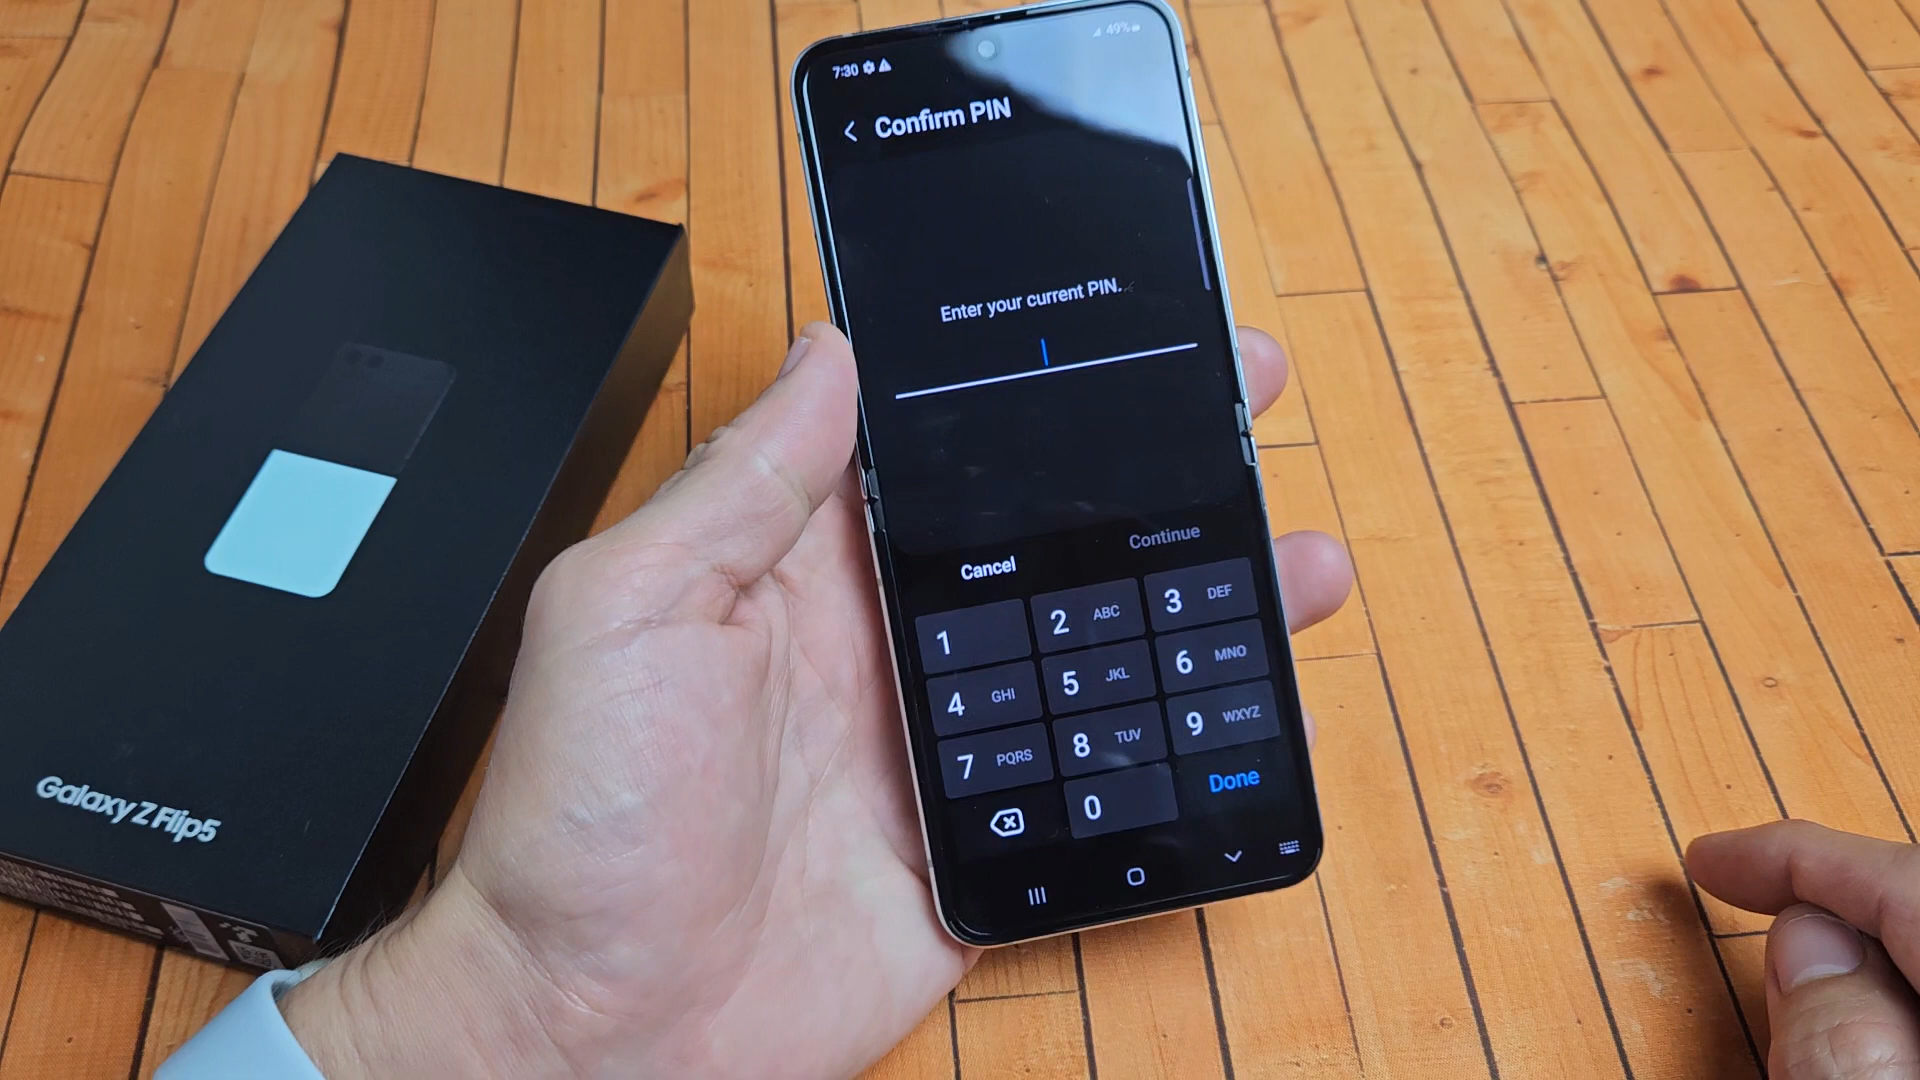 7:30
49%
Confirm PIN
Enter your current PIN.
Cancel
Continue
1
2 ABC
3 DEF
4 GHI
5 JKL
6 MNO
7 PQRS
8 TUV
9 WXYZ
0
Done
Galaxy Z Flip5